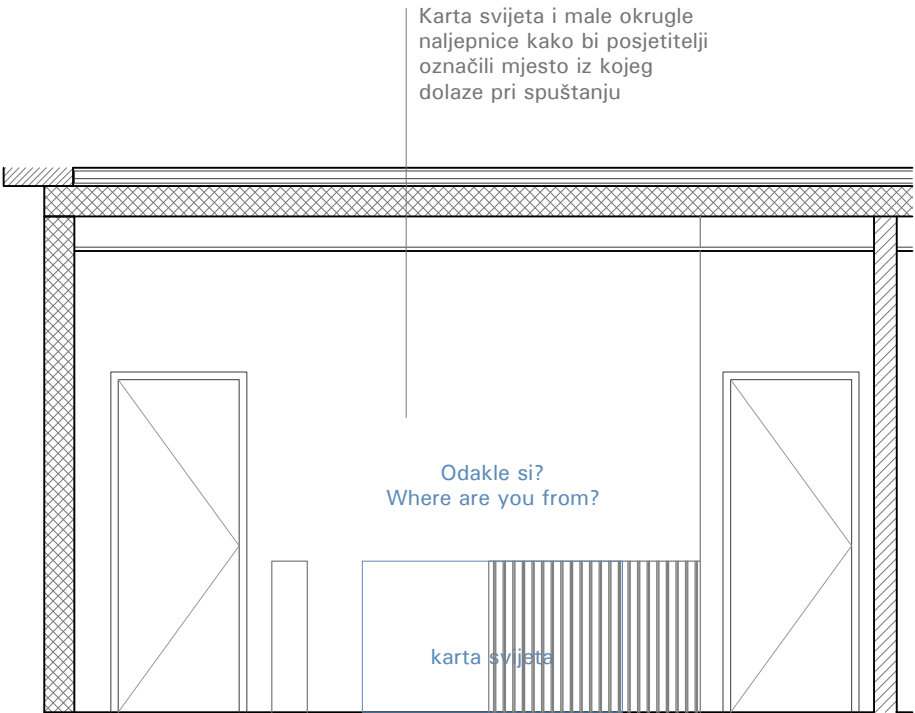 Karta svijeta i male okrugle
naljepnice kako bi posjetitelji
označili mjesto iz kojeg
dolaze pri spuštanju
Odakle si?
Where are you from?
karta svijeta